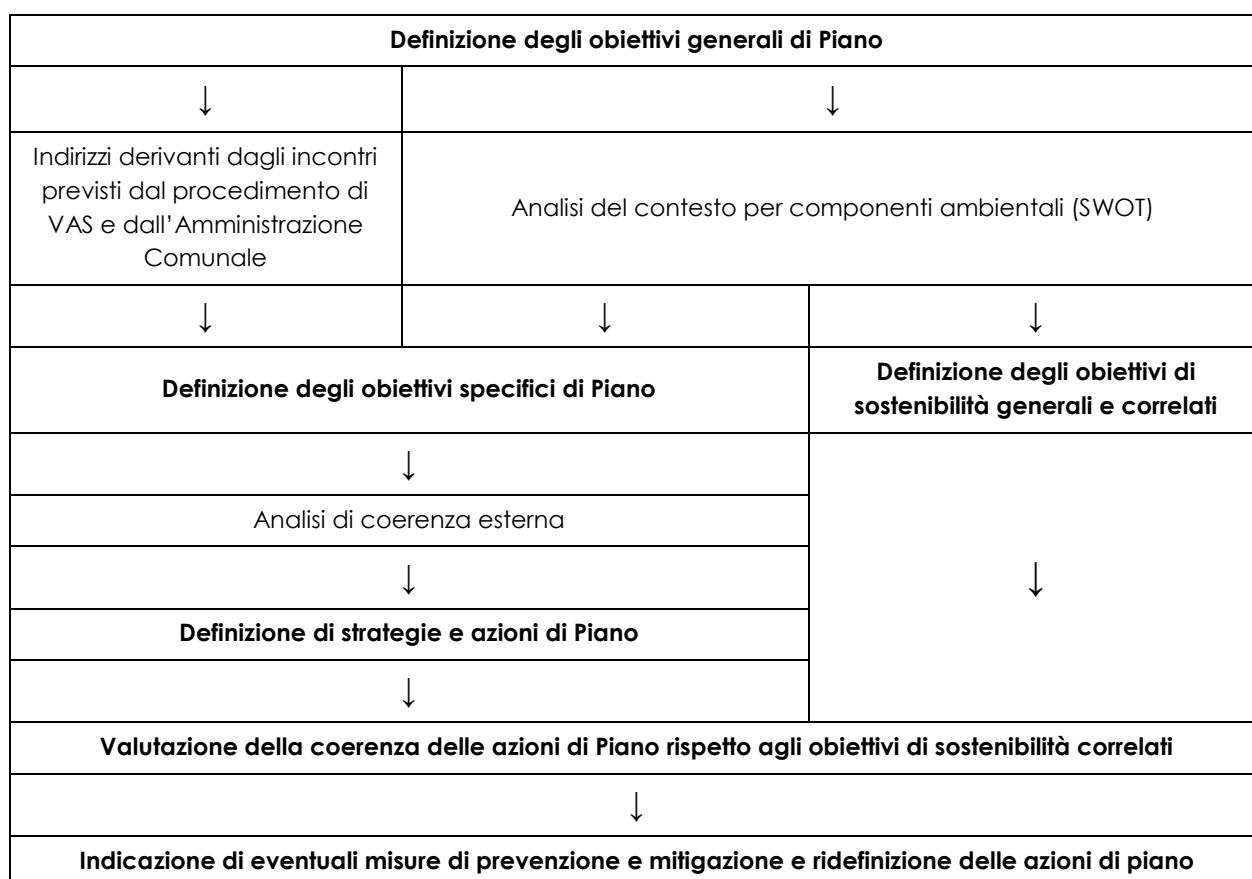 Definizione degli obiettivi generali di Piano
↓ ↓
Indirizzi derivanti dagli incontri
previsti dal procedimento di
VAS e dall'Amministrazione
Comunale
Analisi del contesto per componenti ambientali (SWOT)
↓ ↓ ↓
Definizione degli obiettivi specifici di Piano
Definizione degli obiettivi di
sostenibilità generali e correlati
↓
Analisi di coerenza esterna
↓
↓
Definizione di strategie e azioni di Piano
↓
Valutazione della coerenza delle azioni di Piano rispetto agli obiettivi di sostenibilità correlati
↓
Indicazione di eventuali misure di prevenzione e mitigazione e ridefinizione delle azioni di piano